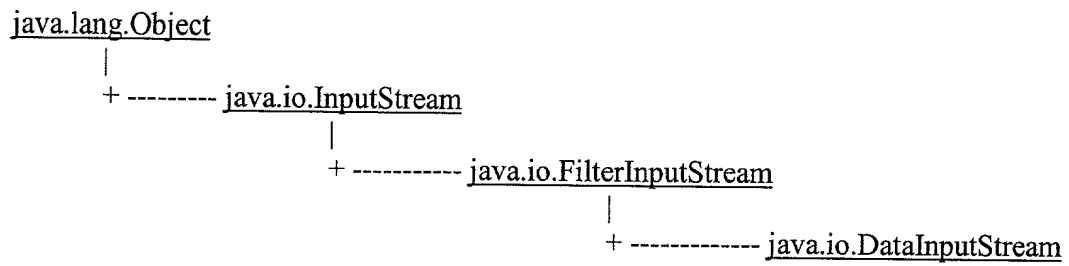 java.lang.Object
|
+ --------- java.io.InputStream
|
+ ----------- java.io.FilterInputStream
|
+ ------------- java.io.DataInputStream